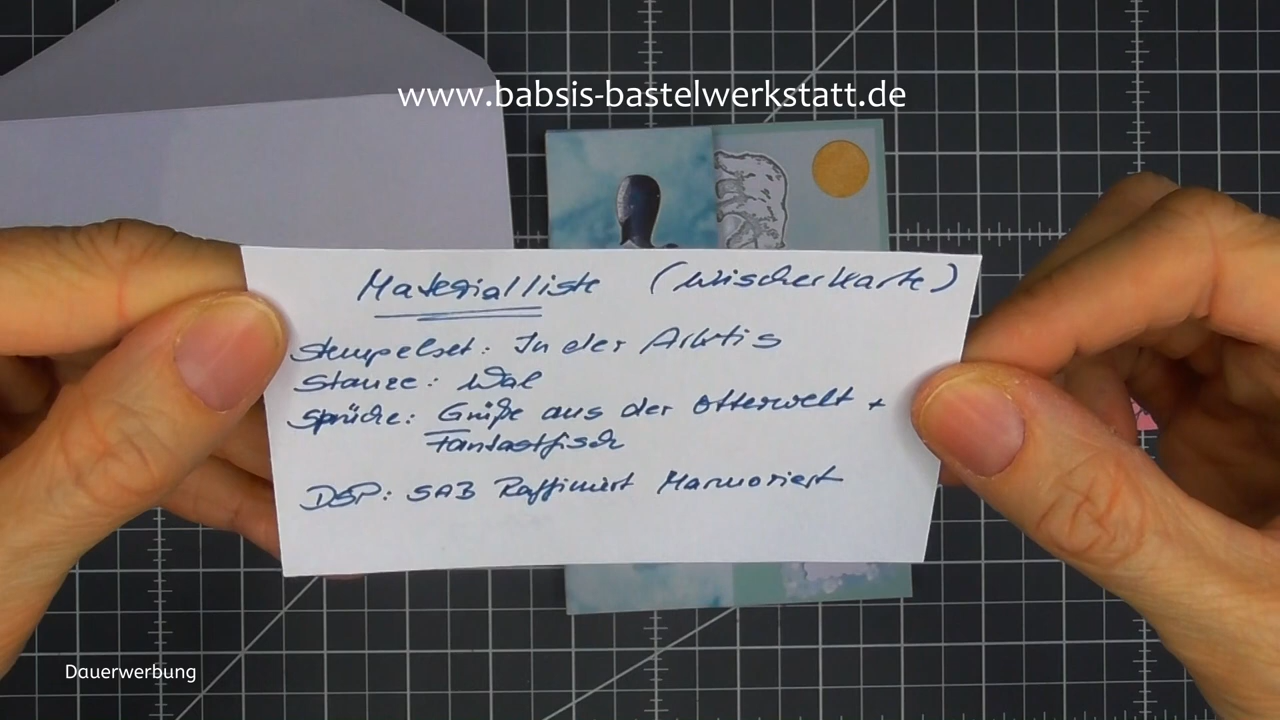 www.babsis-bastelwerkstatt.de
Materialliste (Wischerkarte)
Stempelset: In der Arktis
Stanze: Wal
Sprüche: Grüße aus der Otterwelt +
Fantastfisch
DSP: SAB Raffiniert Marmoriert
Dauerwerbung